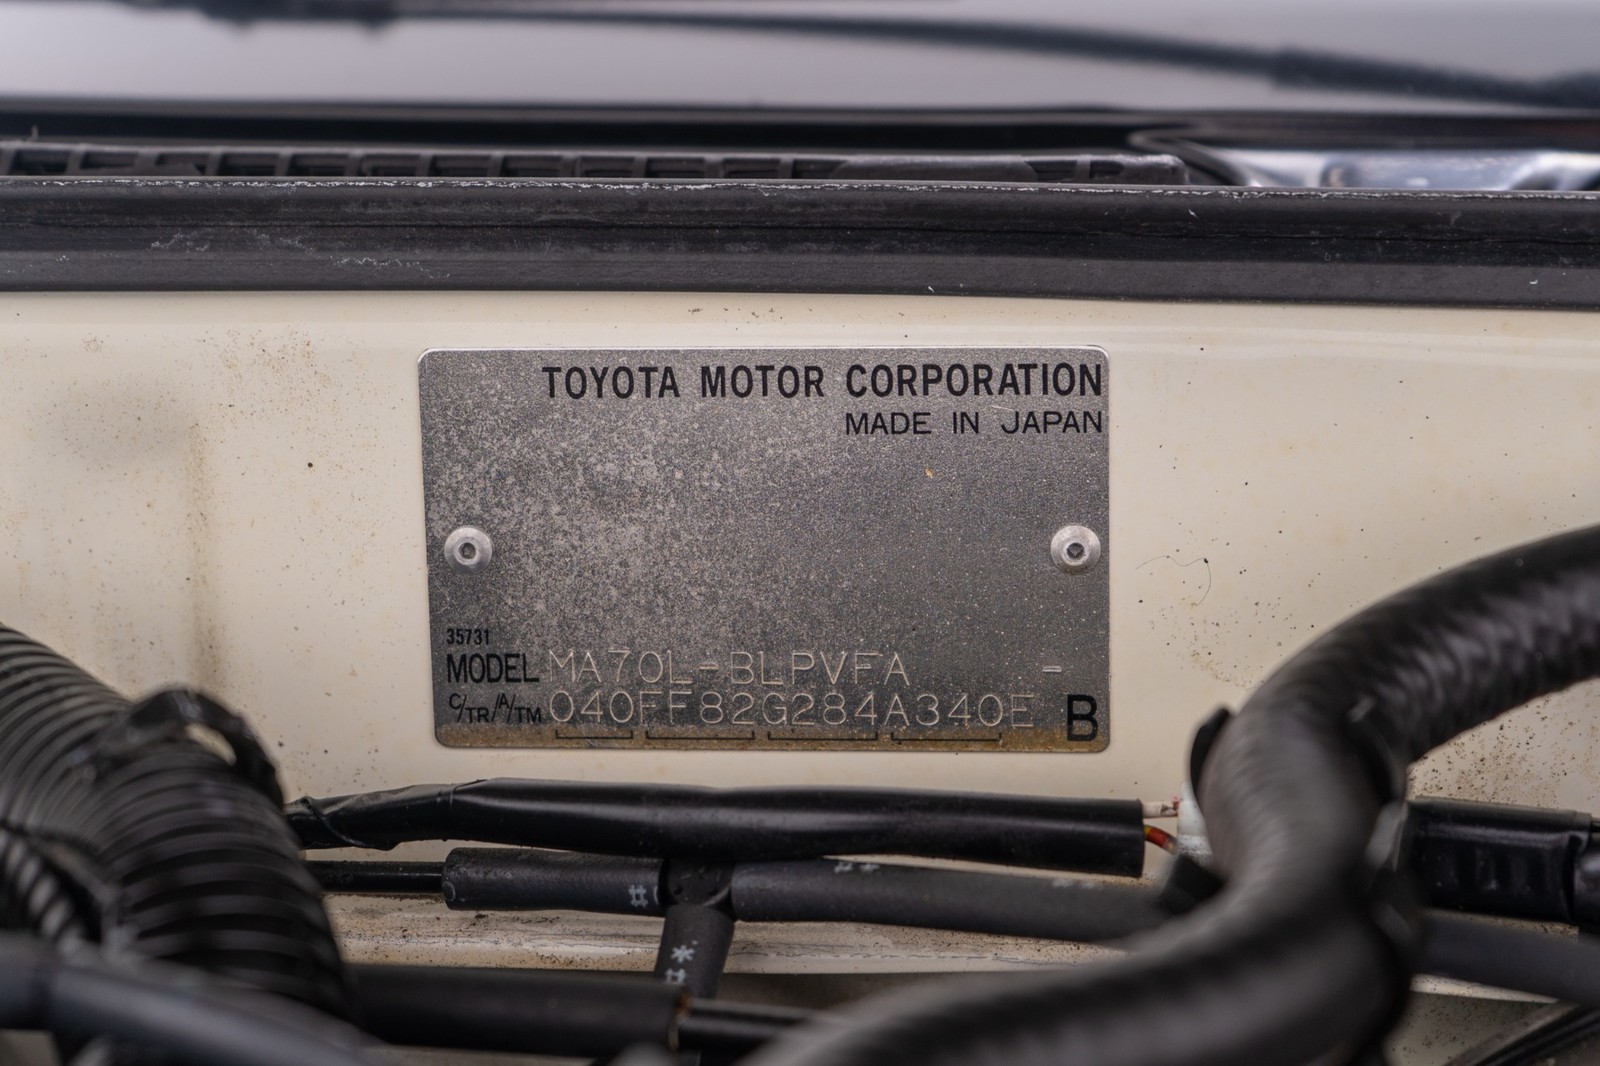 TOYOTA MOTOR CORPORATION
MADE IN JAPAN
35731
MODEL MA70L-BLPVFA -
C/TR/A/TM 040FF82G284A340E B